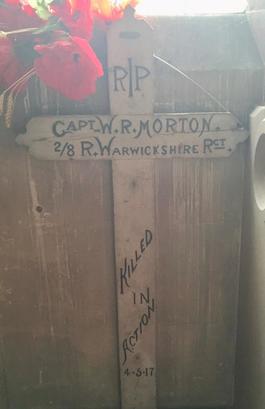 RIP
CAPT. W. R. MORTON.
2/8 R. WARWICKSHIRE RGT.
KILLED
IN
ACTION
4-5-17